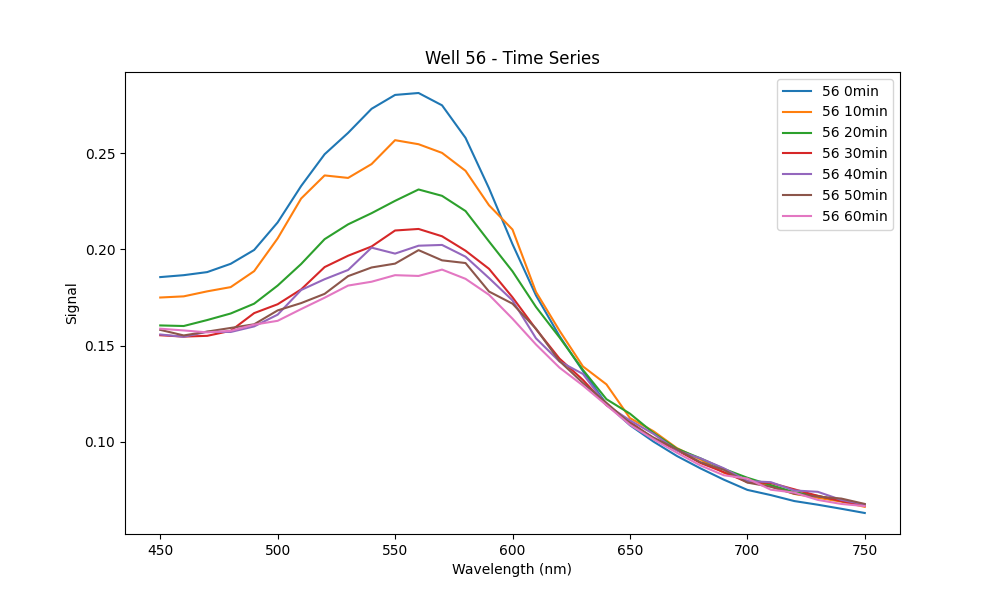 Well 56 - Time Series
56 0min
56 10min
56 20min
56 30min
56 40min
56 50min
56 60min
Signal
0.25
0.20
0.15
0.10
450 500 550 600 650 700 750
Wavelength (nm)